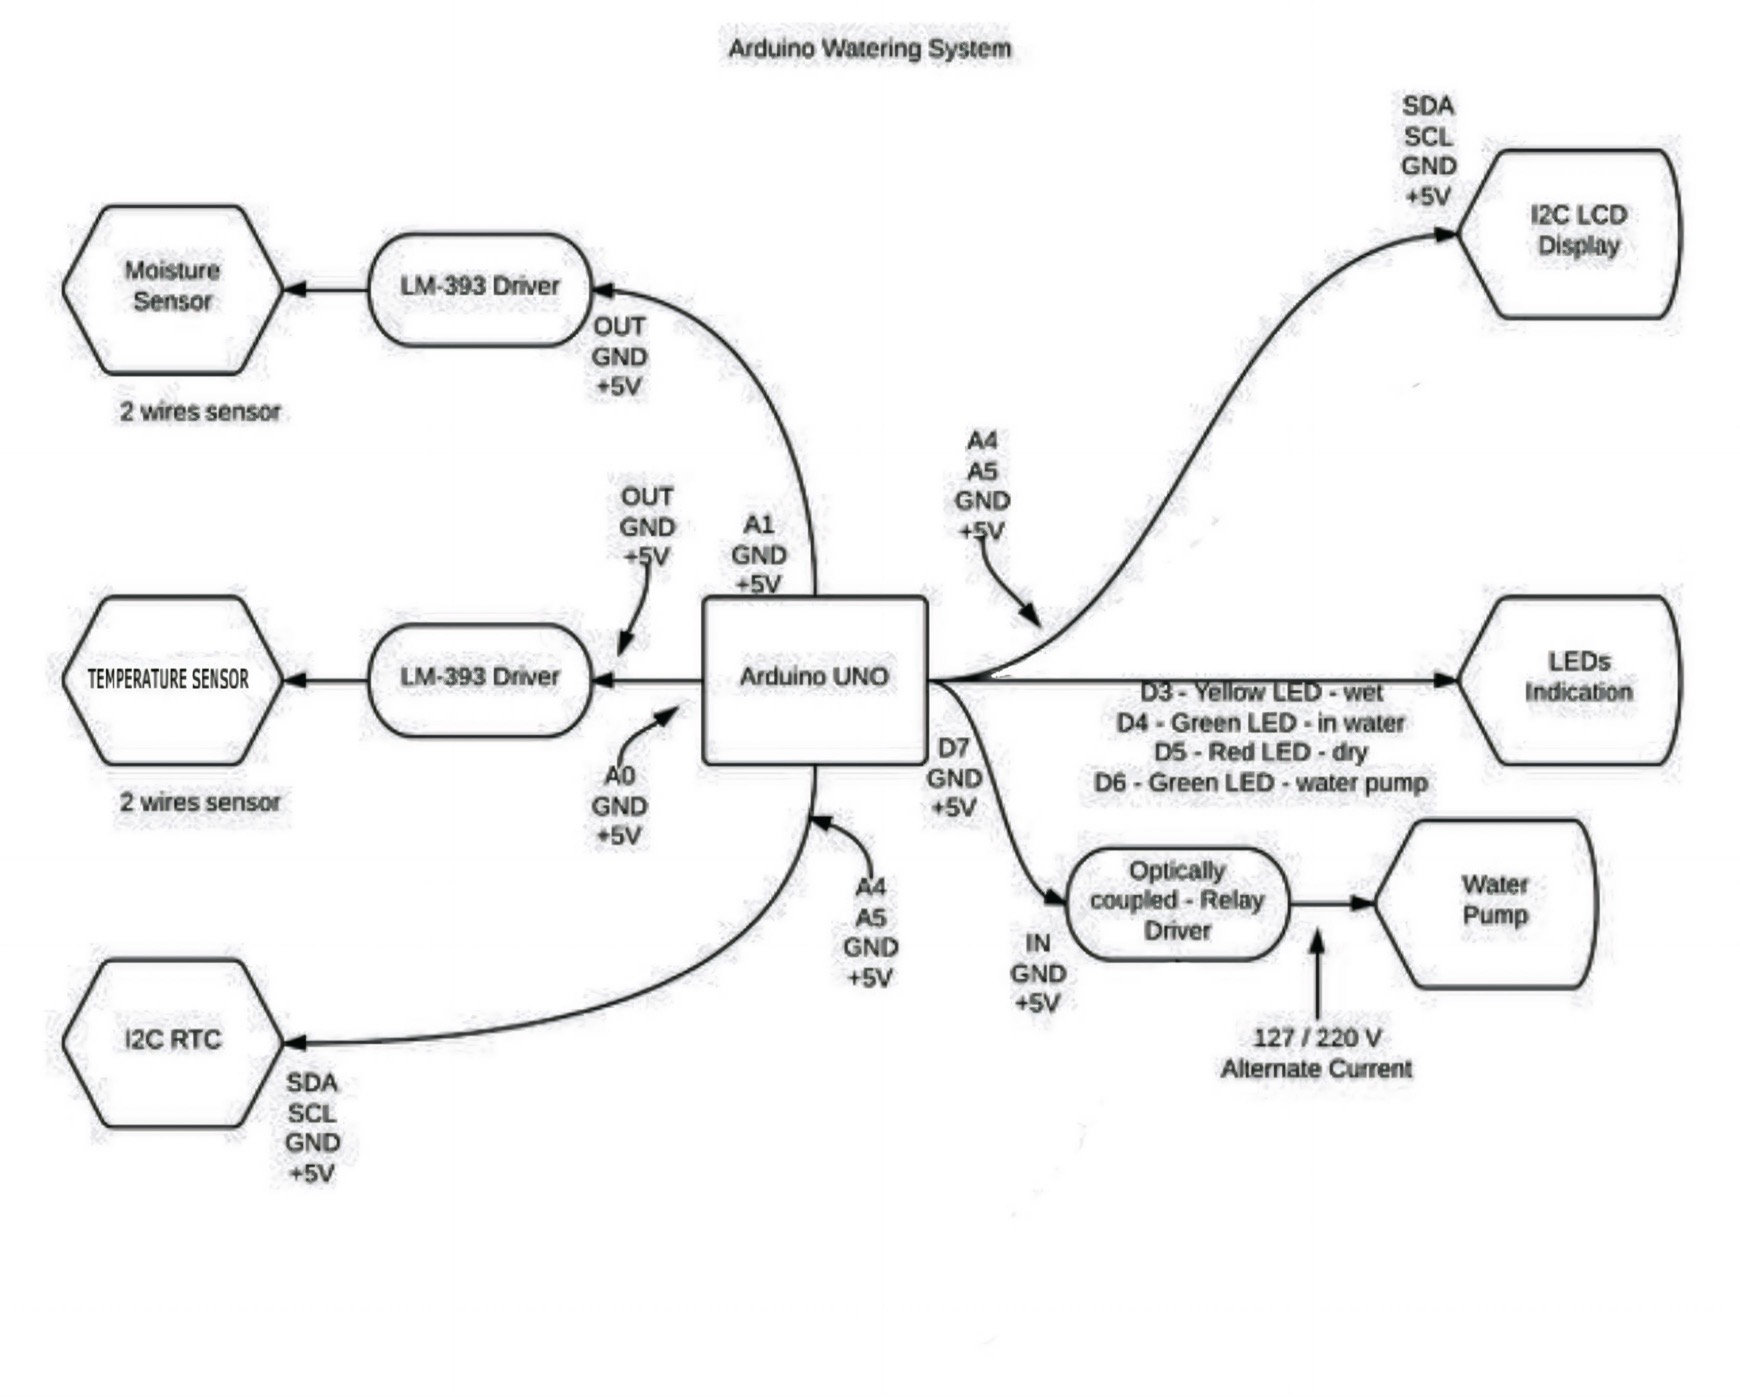 Arduino Watering System
SDA
SCL
GND
+5V
I2C LCD
Display
Moisture
Sensor
LM-393 Driver
OUT
GND
+5V
2 wires sensor
A4
A5
GND
+5V
OUT
GND
+5V
A1
GND
+5V
TEMPERATURE SENSOR
LM-393 Driver
Arduino UNO
LEDs
Indication
D3 - Yellow LED - wet
D4 - Green LED - in water
D5 - Red LED - dry
D6 - Green LED - water pump
D7
GND
+5V
A0
GND
+5V
2 wires sensor
A4
A5
GND
+5V
Optically
coupled - Relay
Driver
Water
Pump
IN
GND
+5V
127 / 220 V
Alternate Current
I2C RTC
SDA
SCL
GND
+5V